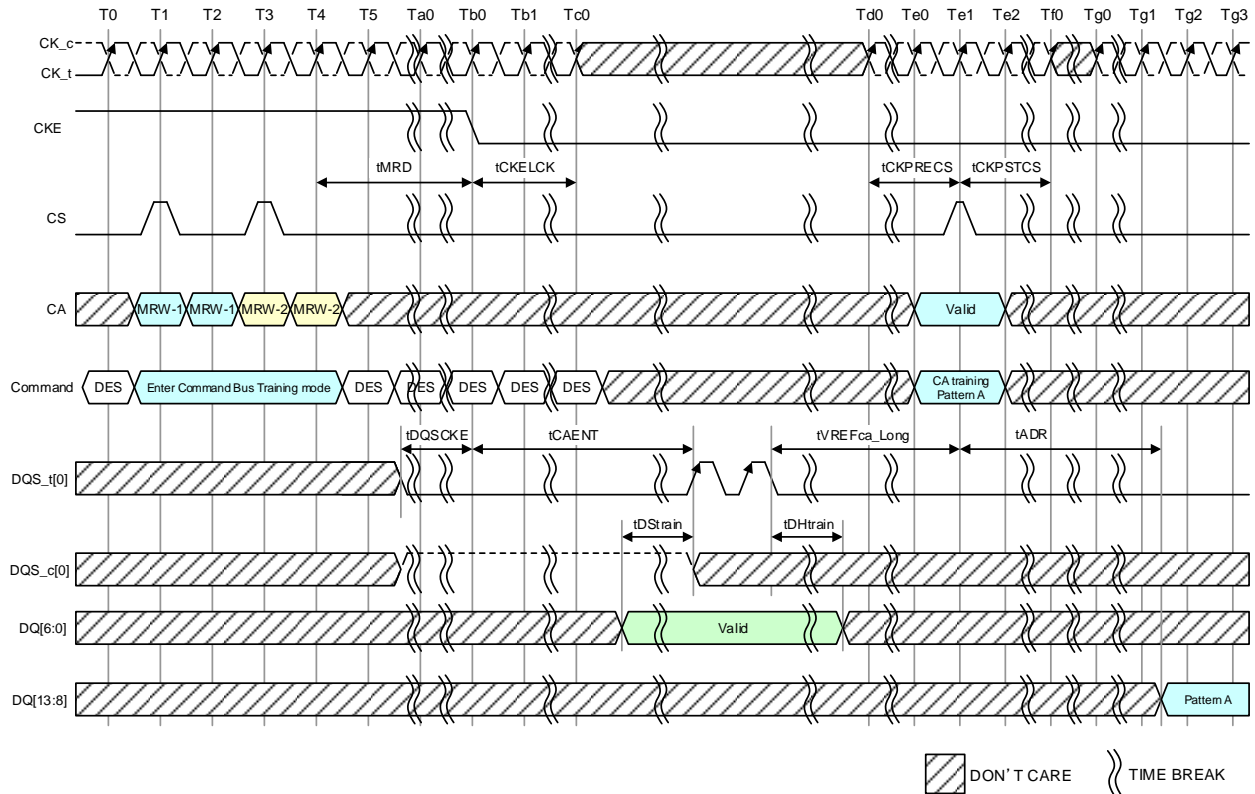 T0 T1 T2 T3 T4 T5 Ta0 Tb0 Tb1 Tc0 Td0 Te0 Te1 Te2 Tf0 Tg0 Tg1 Tg2 Tg3
CK_c
CK_t
CKE
tMRD tCKELCK tCKPRECS tCKPSTCS
CS
CA MRW-1 MRW-1 MRW-2 MRW-2 Valid
Command DES Enter Command Bus Training mode DES DES DES DES DES CA training Pattern A
tDQSCKE tCAENT tVREFca_Long tADR
DQS_t[0]
tDStrain tDHtrain
DQS_c[0]
DQ[6:0] Valid
DQ[13:8] Pattern A
DON'T CARE TIME BREAK